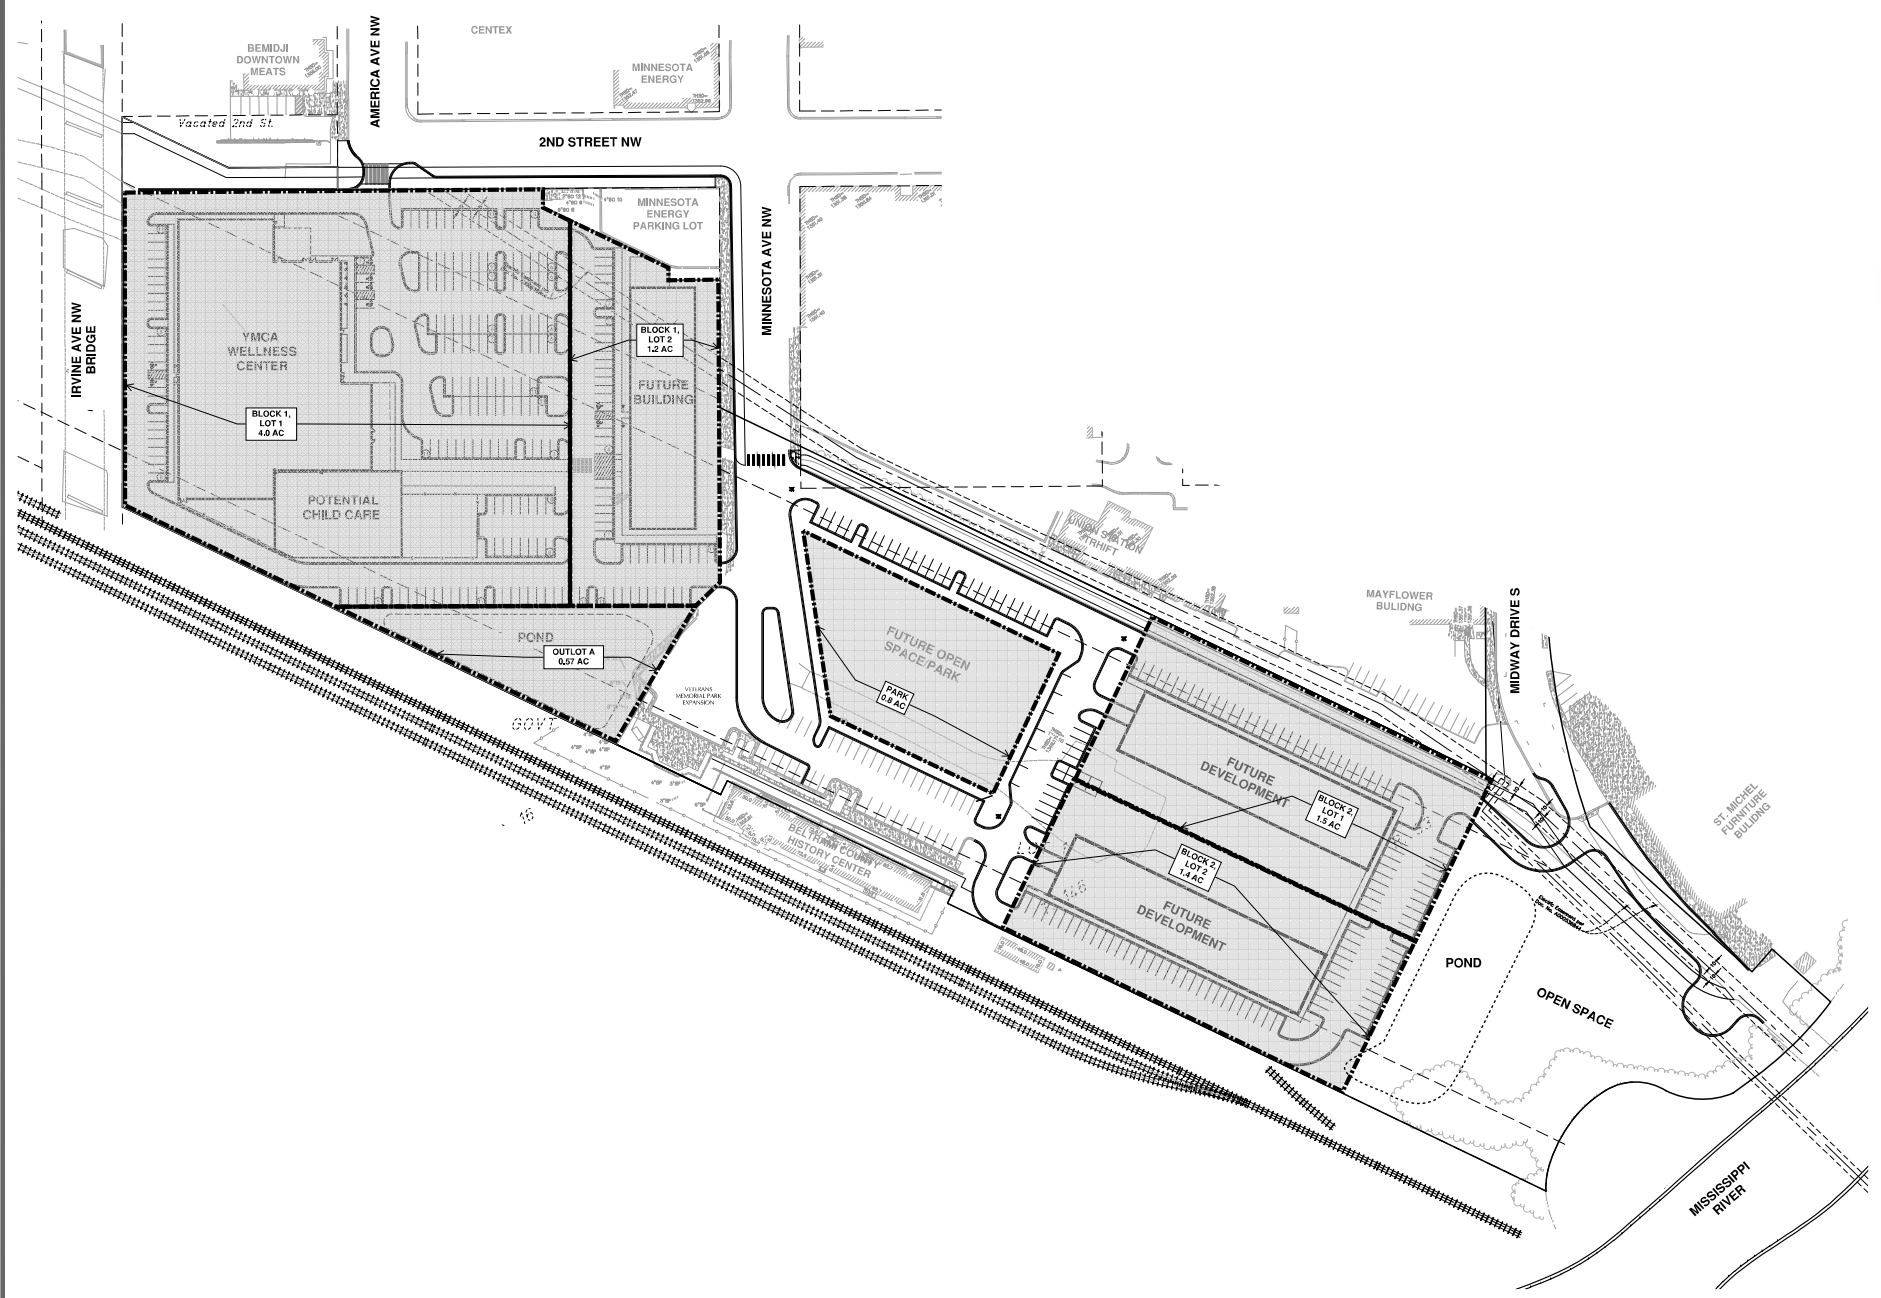 CENTEX
BEMIDJI
DOWNTOWN
MEATS
AMERICA AVE NW
MINNESOTA
ENERGY
Vacated 2nd St.
2ND STREET NW
MINNESOTA
ENERGY
PARKING LOT
MINNESOTA AVE NW
IRVINE AVE NW
BRIDGE
YMCA
WELLNESS
CENTER
BLOCK 1,
LOT 2
1.2 AC
FUTURE
BUILDING
BLOCK 1,
LOT 1
4.0 AC
POTENTIAL
CHILD CARE
UNION STATION
TRHIFT
MAYFLOWER
BULIDNG
MIDWAY DRIVE S
POND
OUTLOT A
0.57 AC
VETERANS
MEMORIAL PARK
EXPANSION
FUTURE OPEN
SPACE/PARK
PARK
0.8 AC
GOVT
16
FUTURE
DEVELOPMENT
BLOCK 2,
LOT 1
1.5 AC
ST. MICHEL
FURNITURE
BULIDNG
BELTRAMI COUNTY
HISTORY CENTER
BLOCK 2,
LOT 2
1.4 AC
146
FUTURE
DEVELOPMENT
POND
OPEN SPACE
MISSISSIPPI
RIVER